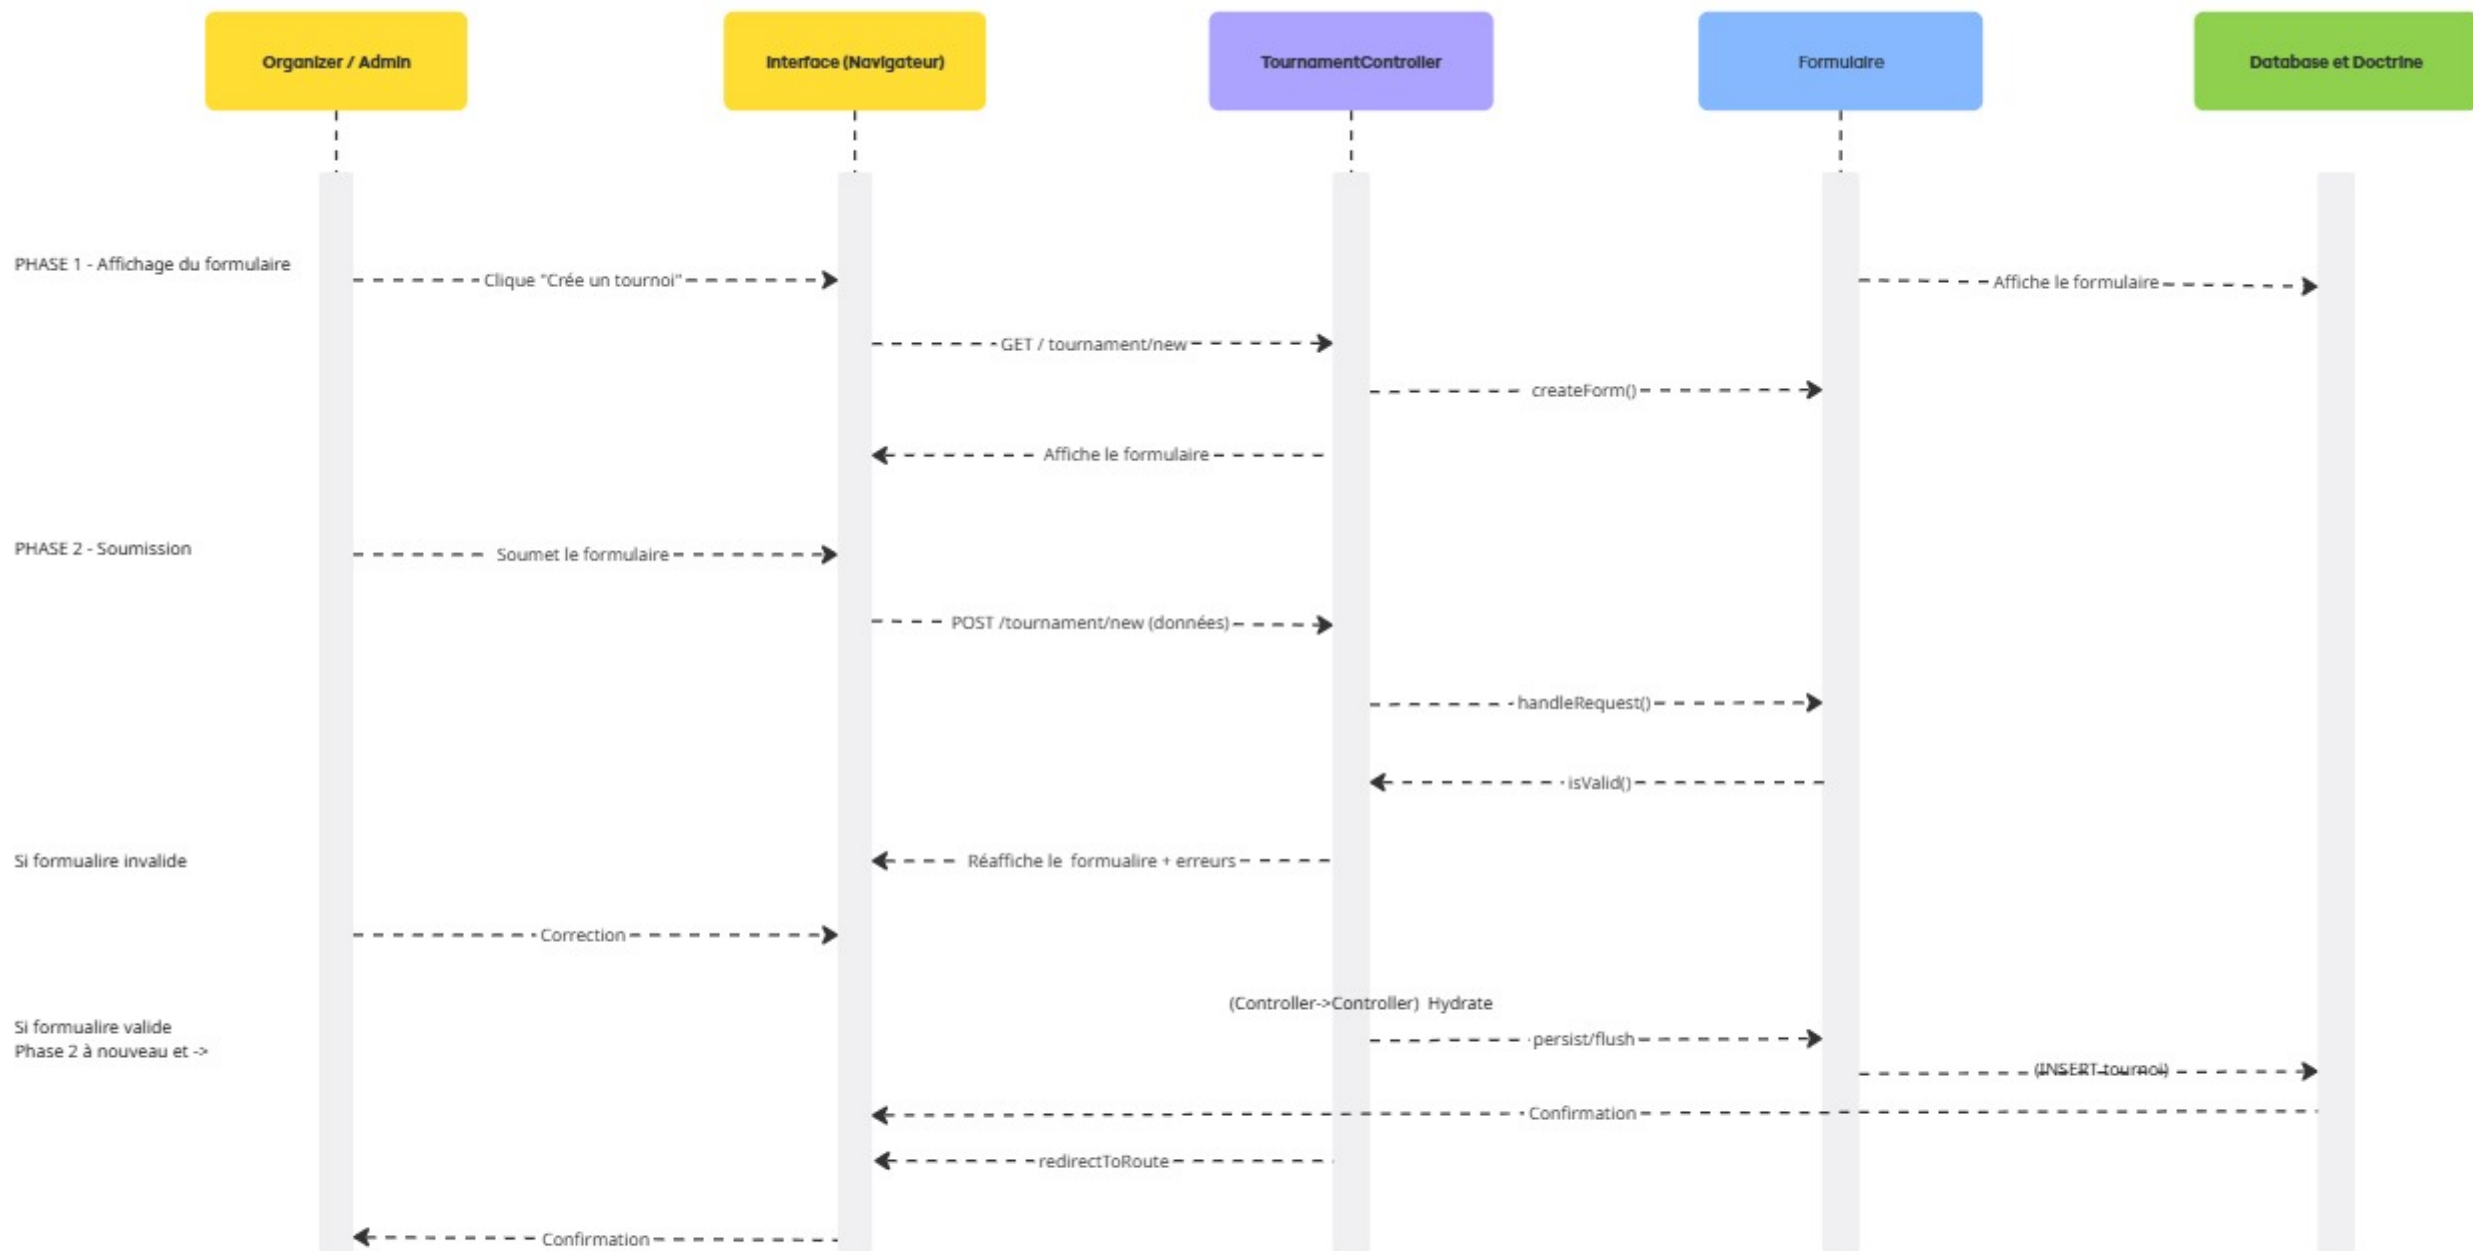 Organizer / Admin
Interface (Navigateur)
TournamentController
Formulaire
Database et Doctrine
PHASE 1 - Affichage du formulaire
Clique "Crée un tournoi"
Affiche le formulaire
GET / tournament/new
createForm()
Affiche le formulaire
PHASE 2 - Soumission
Soumet le formulaire
POST /tournament/new (données)
handleRequest()
isValid()
Si formualire invalide
Réaffiche le formualire + erreurs
Correction
(Controller->Controller) Hydrate
Si formualire valide
Phase 2 à nouveau et ->
persist/flush
(INSERT tournoi)
Confirmation
redirectToRoute
Confirmation